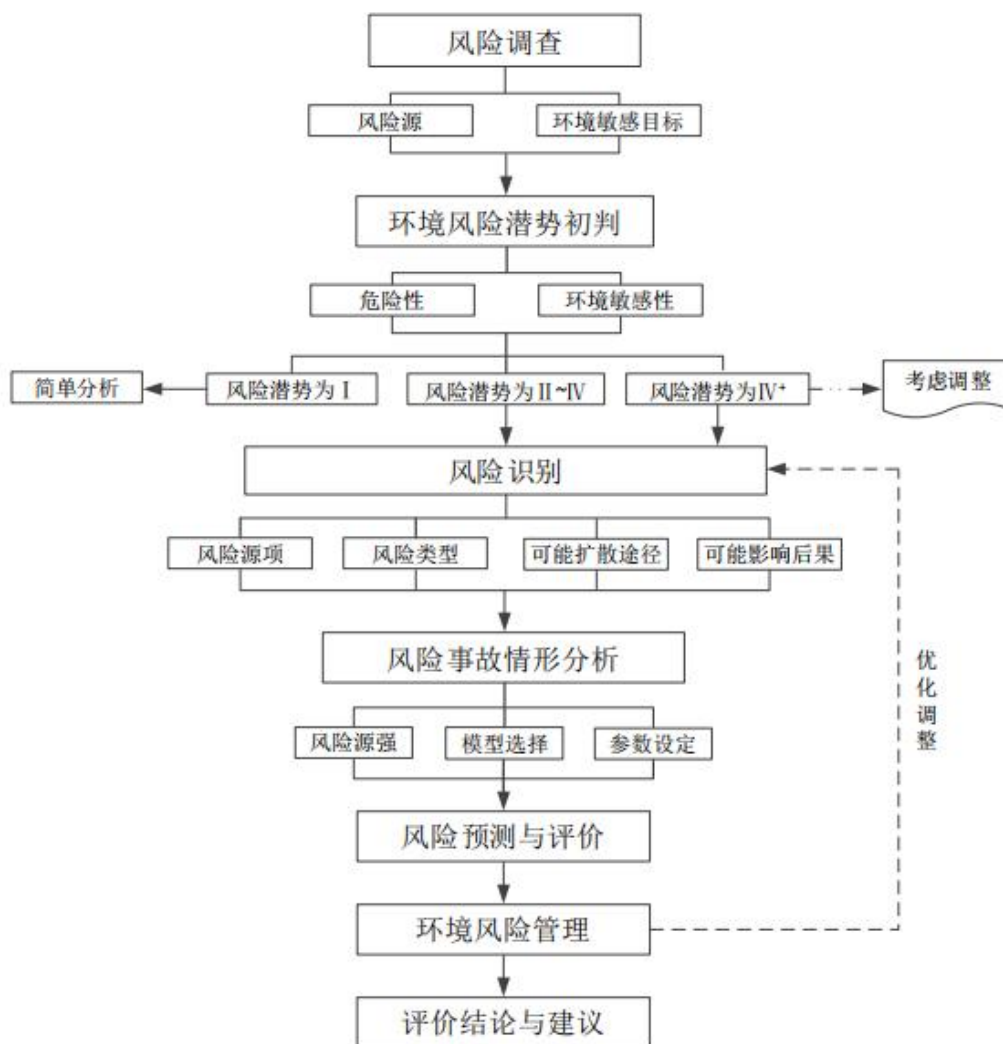 风险调查
风险源
环境敏感目标
环境风险潜势初判
危险性
环境敏感性
简单分析
风险潜势为Ⅰ
风险潜势为Ⅱ~Ⅳ
风险潜势为Ⅳ⁺
考虑调整
风险识别
风险源项
风险类型
可能扩散途径
可能影响后果
风险事故情形分析
优化调整
风险源强
模型选择
参数设定
风险预测与评价
环境风险管理
评价结论与建议